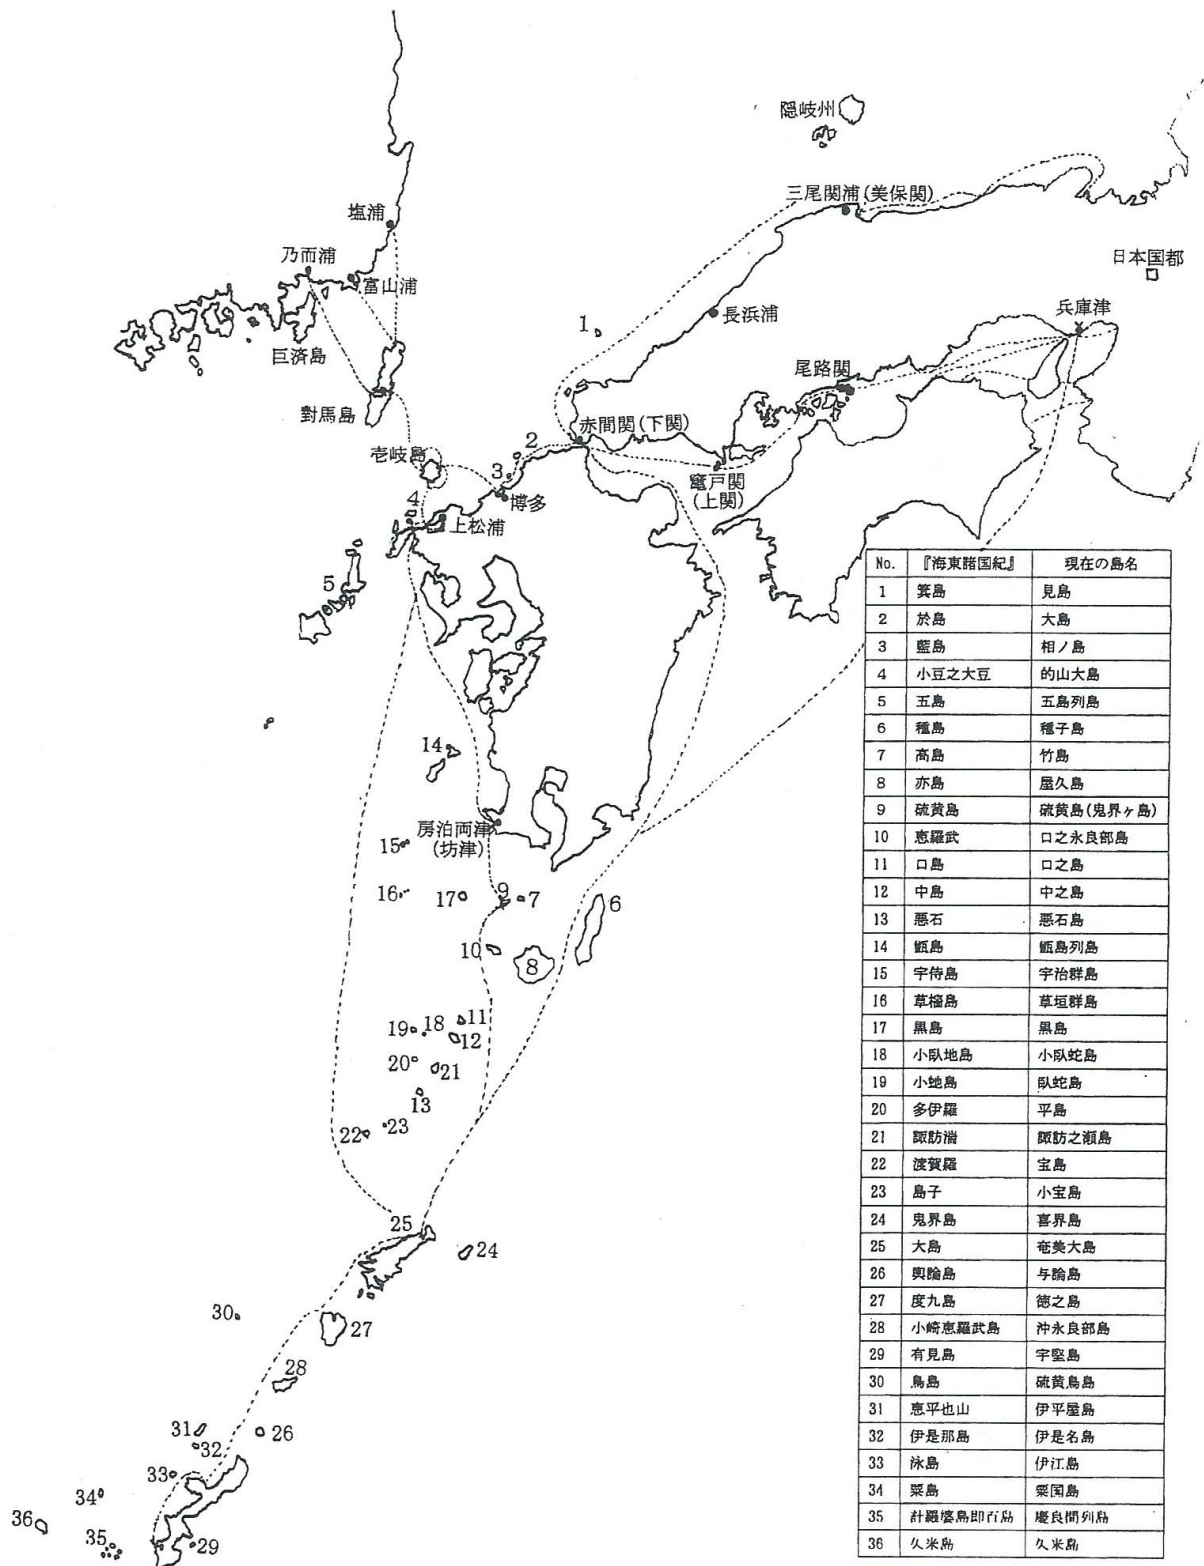 隠岐州
三尾関浦(美保関)
塩浦
乃而浦
富山浦
日本国都
兵庫津
1
長浜浦
巨済島
尾路関
對馬島
赤間関(下関)
2
壱岐島
3
竈戸関
(上関)
博多
4
上松浦
5
14
房泊両津
(坊津)
15
16
17
9
7
6
10
8
11
18
19
12
20
21
13
23
22
25
24
30
27
28
31
26
32
33
34
36
35
29
No. 『海東諸国紀』 現在の島名
1 箕島 見島
2 於島 大島
3 藍島 相ノ島
4 小豆之大豆 的山大島
5 五島 五島列島
6 種島 種子島
7 高島 竹島
8 亦島 屋久島
9 硫黄島 硫黄島(鬼界ヶ島)
10 恵羅武 口之永良部島
11 口島 口之島
12 中島 中之島
13 悪石 悪石島
14 甑島 甑島列島
15 宇侍島 宇治群島
16 草墻島 草垣群島
17 黒島 黒島
18 小臥地島 小臥蛇島
19 小蛇島 臥蛇島
20 多伊羅 平島
21 諏訪 諏訪之瀬島
22 渡賀羅 宝島
23 島子 小宝島
24 鬼界島 喜界島
25 大島 奄美大島
26 輿論島 与論島
27 度九島 徳之島
28 小崎恵羅武島 沖永良部島
29 有見島 宇堅島
30 鳥島 硫黄鳥島
31 恵平也山 伊平屋島
32 伊是那島 伊是名島
33 泳島 伊江島
34 粟島 粟国島
35 計羅婆島即百島 慶良間列島
36 久米島 久米島